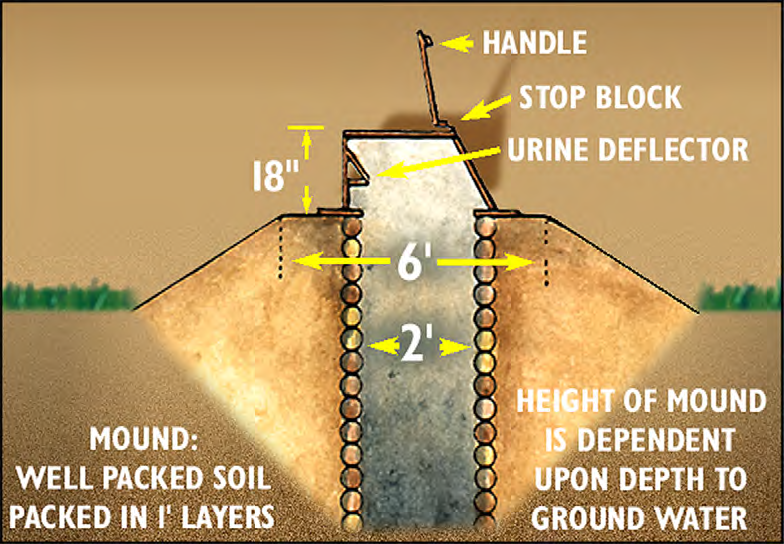 HANDLE
STOP BLOCK
URINE DEFLECTOR
18"
6'
2'
MOUND:
WELL PACKED SOIL
PACKED IN 1' LAYERS
HEIGHT OF MOUND
IS DEPENDENT
UPON DEPTH TO
GROUND WATER